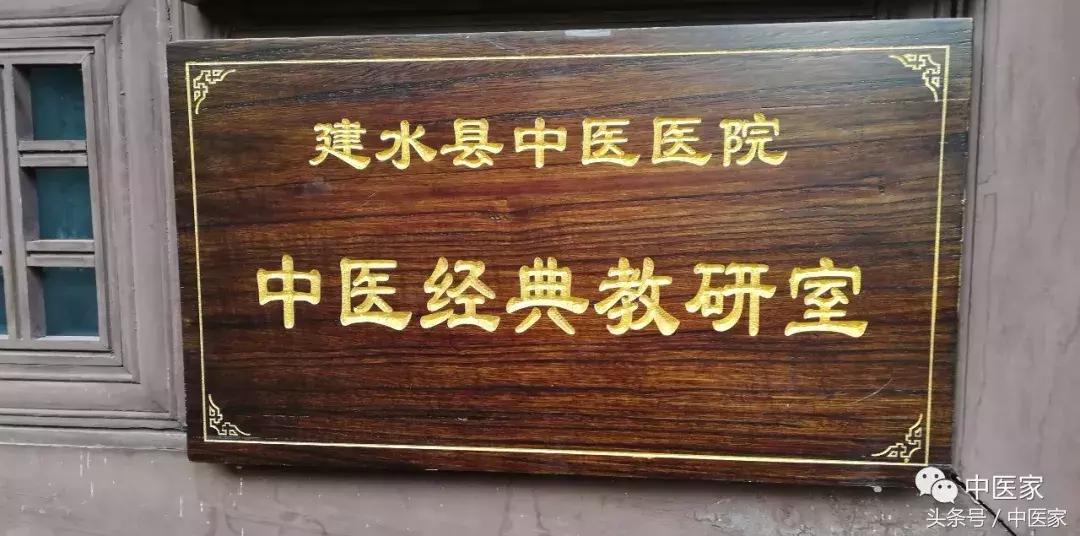 建水县中医医院
中医经典教研室
中医家
头条号 / 中医家